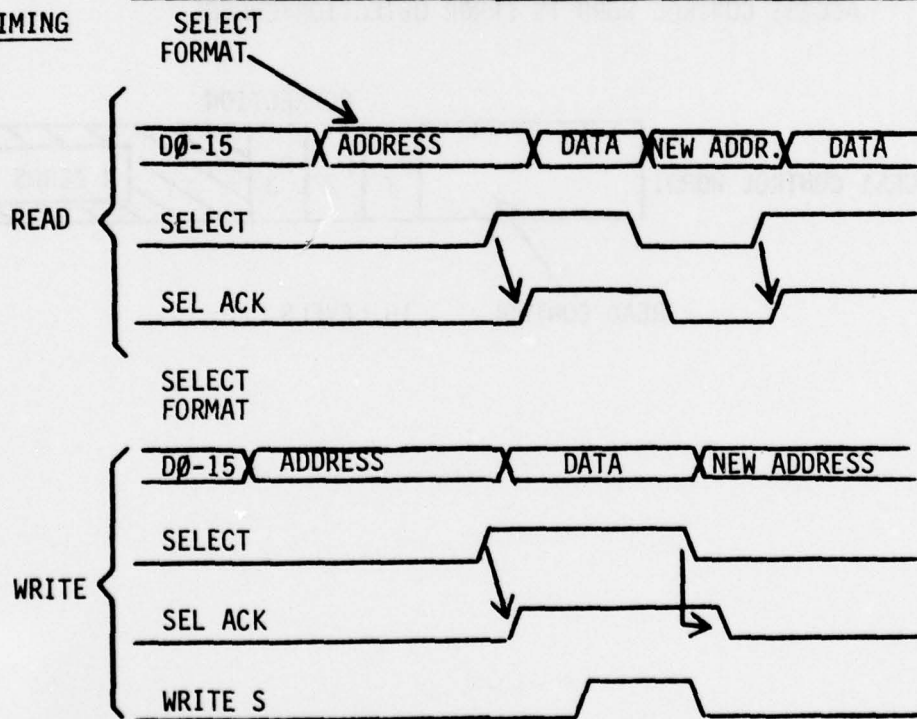 IMING
SELECT
FORMAT
READ
DØ-15 ADDRESS DATA NEW ADDR. DATA
SELECT
SEL ACK
SELECT
FORMAT
WRITE
DØ-15 ADDRESS DATA NEW ADDRESS
SELECT
SEL ACK
WRITE S